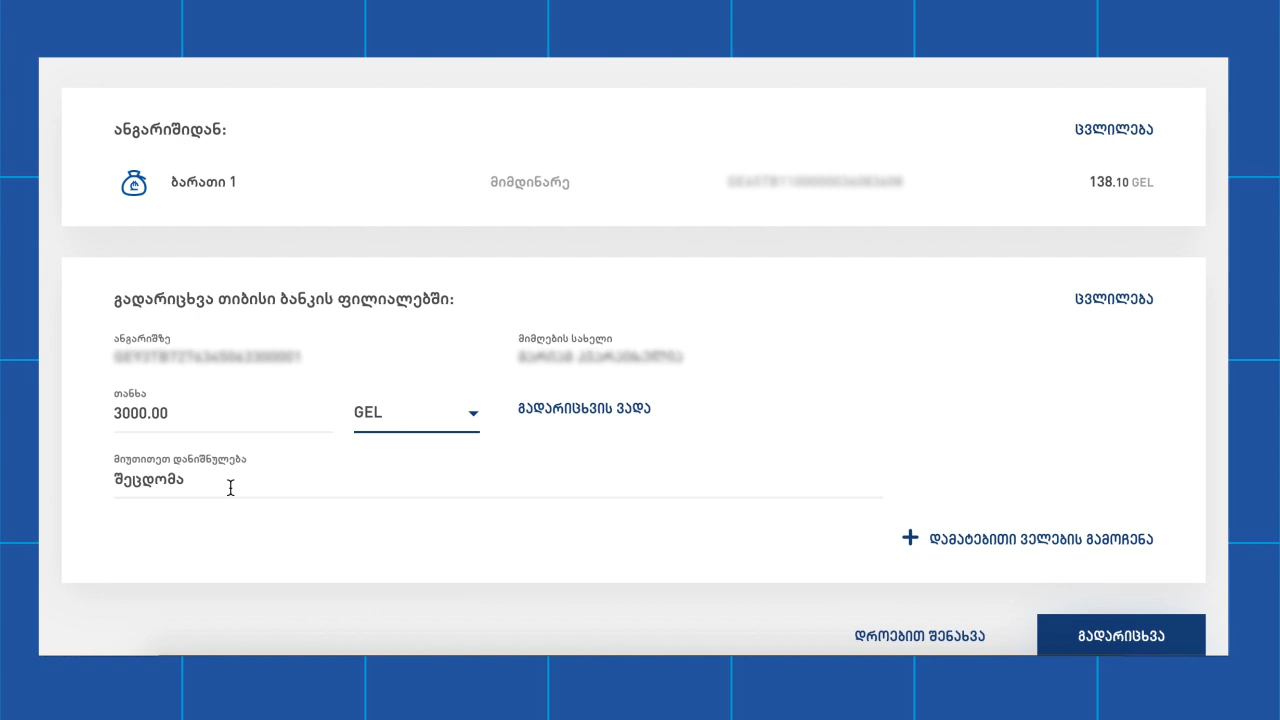 ანგარიშიდან:
ცვლილება
ბარათი 1
მიმდინარე
138.10 GEL
გადარიცხვა თიბისი ბანკის ფილიალებში:
ცვლილება
ანგარიშზე
მიმღების სახელი
თანხა
3000.00
GEL
გადარიცხვის ვადა
მიუთითეთ დანიშნულება
შეცდომა
დამატებითი ველების გამოჩენა
დროებით შენახვა
გადარიცხვა